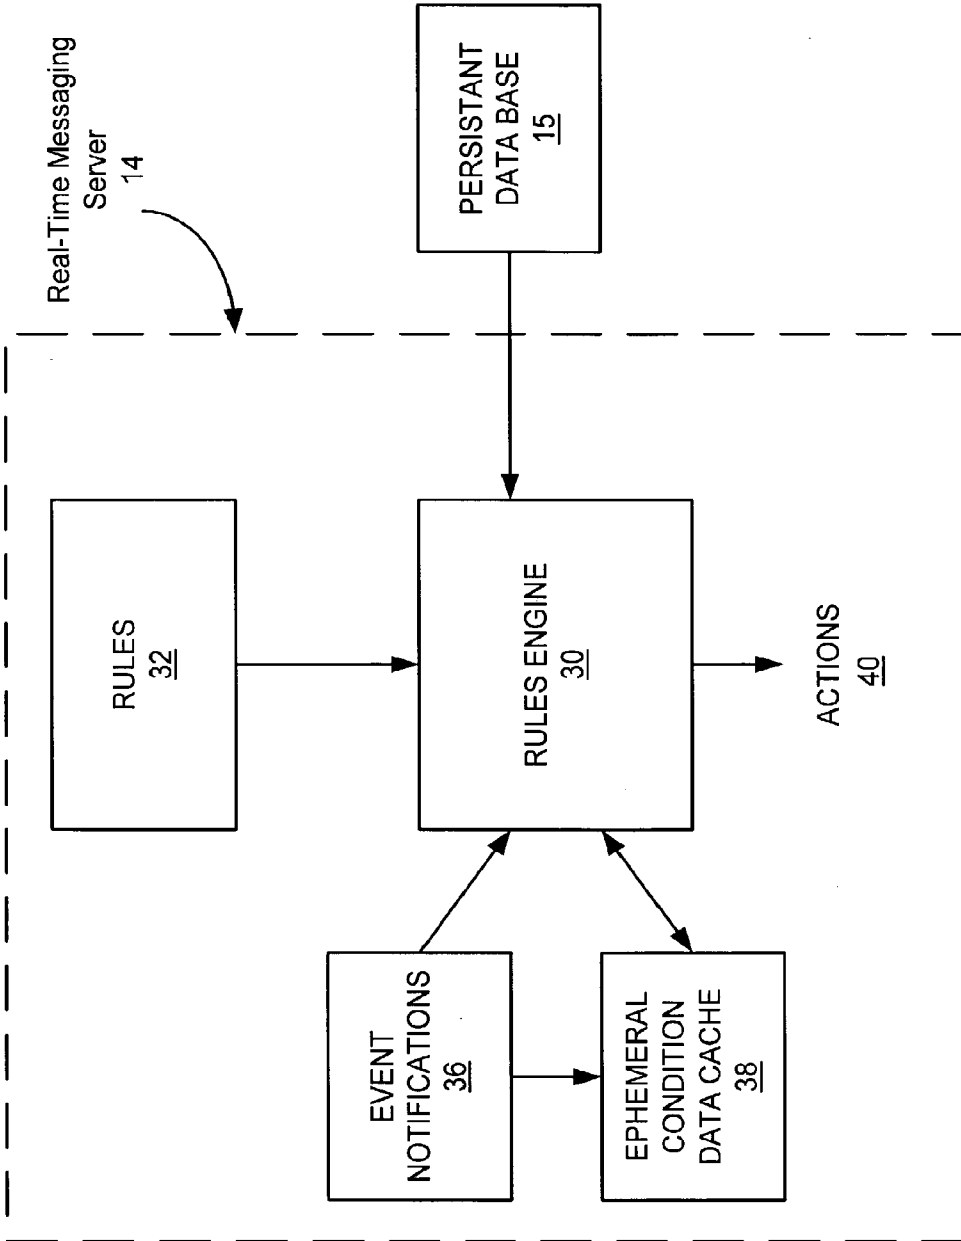 Real-Time Messaging
Server
14
RULES
32
PERSISTANT
DATA BASE
15
RULES ENGINE
30
EVENT
NOTIFICATIONS
36
EPHEMERAL
CONDITION
DATA CACHE
38
ACTIONS
40